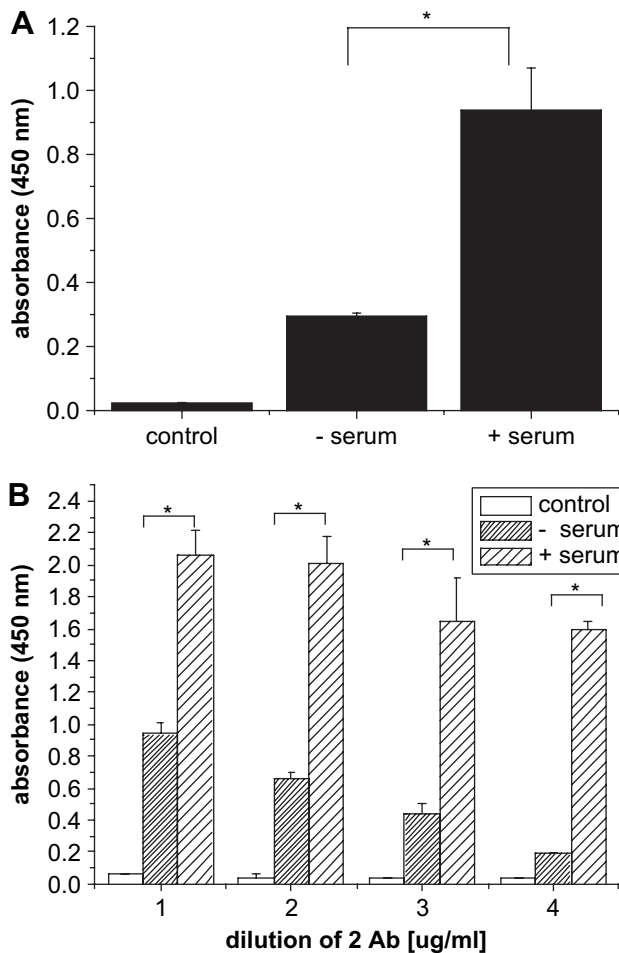 A
*
1.2
1.0
0.8
0.6
0.4
0.2
0.0
absorbance (450 nm)
control
- serum
+ serum
B
2.4
2.2
2.0
1.8
1.6
1.4
1.2
1.0
0.8
0.6
0.4
0.2
0.0
absorbance (450 nm)
*
*
*
*
control
- serum
+ serum
1
2
3
4
dilution of 2 Ab [ug/ml]